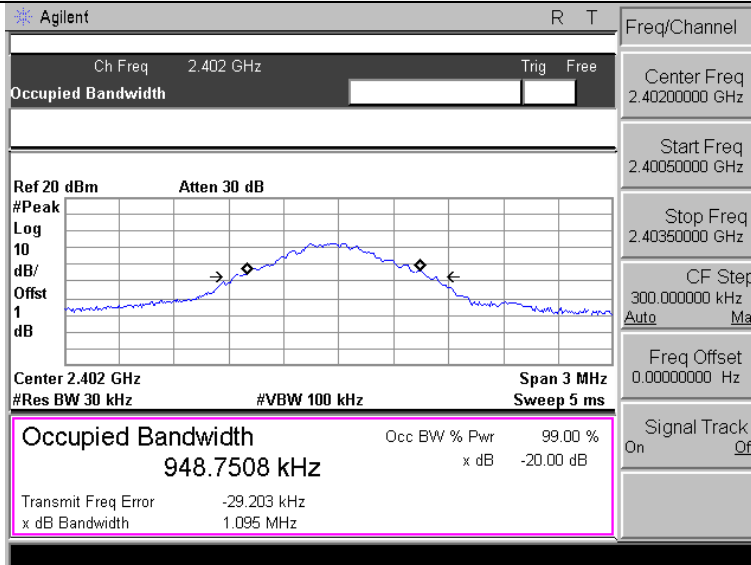 Agilent R T
Ch Freq 2.402 GHz Trig Free
Occupied Bandwidth
Ref 20 dBm Atten 30 dB
#Peak
Log
10
dB/
Offst
1
dB
Center 2.402 GHz Span 3 MHz
#Res BW 30 kHz #VBW 100 kHz Sweep 5 ms
Occupied Bandwidth
948.7508 kHz
Occ BW % Pwr 99.00 %
x dB -20.00 dB
Transmit Freq Error -29.203 kHz
x dB Bandwidth 1.095 MHz
Freq/Channel
Center Freq
2.40200000 GHz
Start Freq
2.40050000 GHz
Stop Freq
2.40350000 GHz
CF Step
300.000000 kHz
Auto Ma
Freq Offset
0.00000000 Hz
Signal Track
On Of